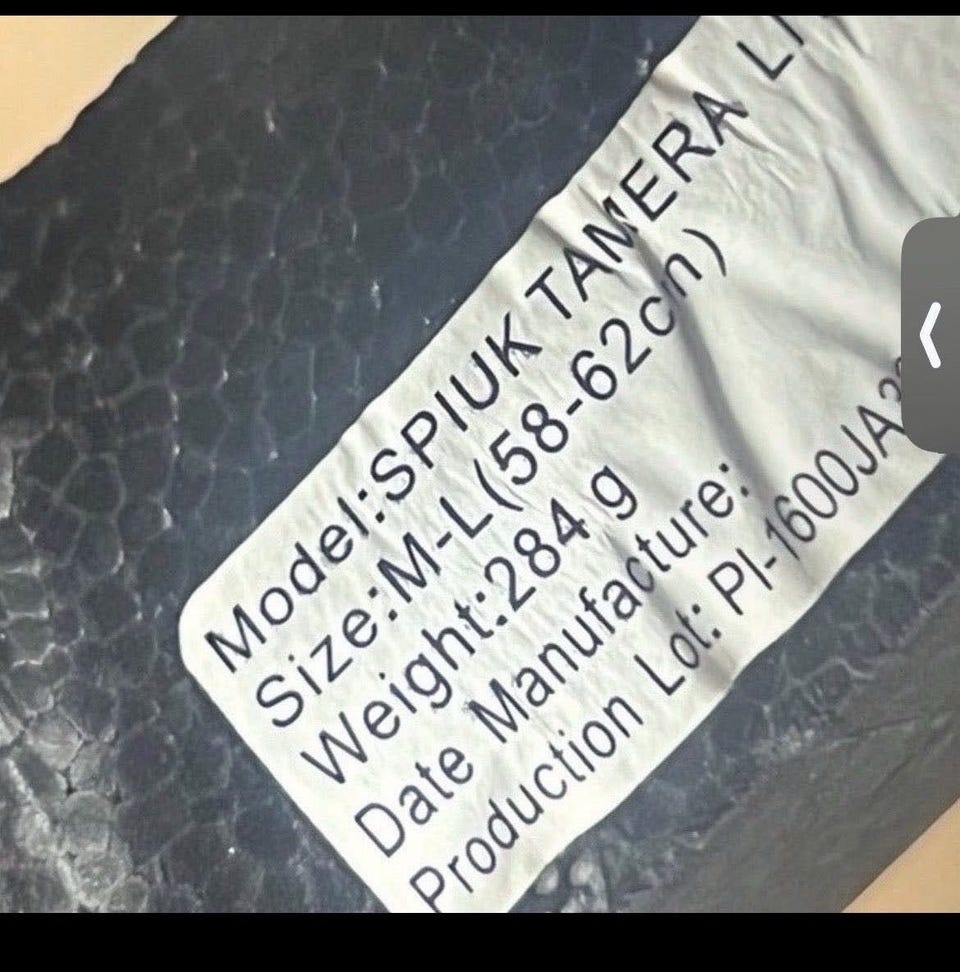 Model:SPIUK TAMERA
Size:M-L(58-62cm)
Weight:284 g
Date Manufacture:
Production Lot: PI-1600JA